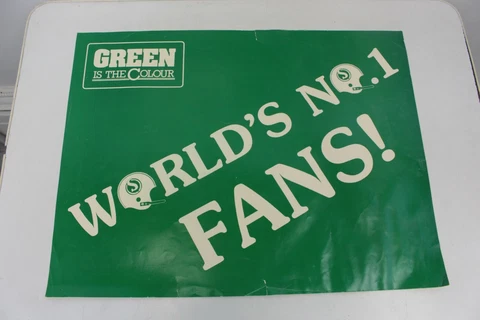 GREEN
IS THE COLOUR
WORLD'S NO.1
FANS!